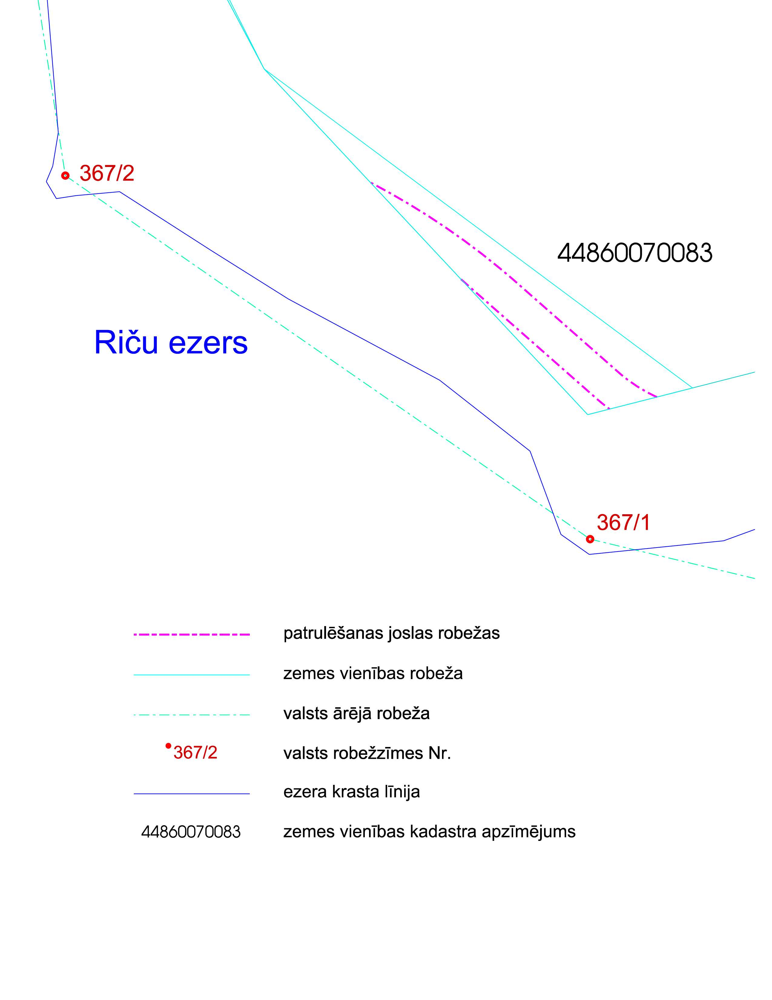 367/2
44860070083
Riču ezers
367/1
patrulēšanas joslas robežas
zemes vienības robeža
valsts ārējā robeža
367/2 valsts robežzīmes Nr.
ezera krasta līnija
44860070083 zemes vienības kadastra apzīmējums